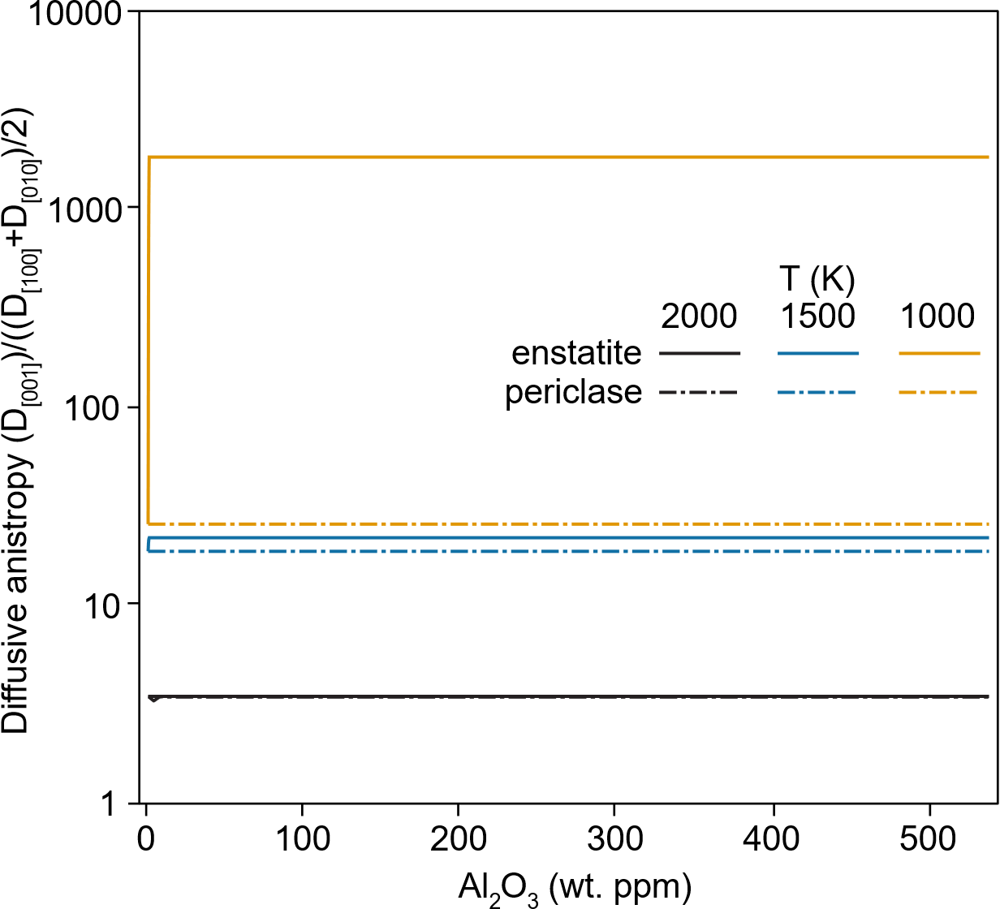 10000
1000
100
10
1
Diffusive anistropy (D[001])/((D[100]+D[010])/2)
T (K)
2000 1500 1000
enstatite
periclase
0 100 200 300 400 500
Al2O3 (wt. ppm)